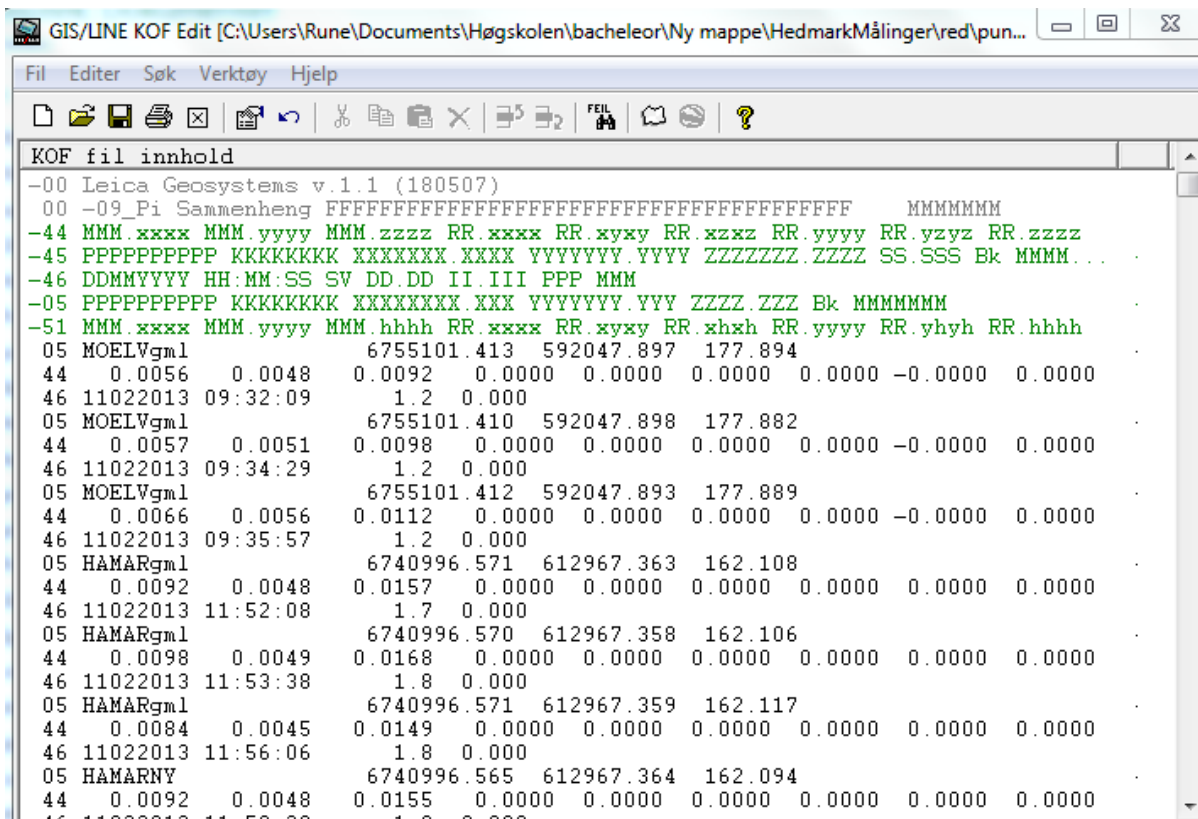 GIS/LINE KOF Edit [C:\Users\Rune\Documents\Høgskolen\bacheleor\Ny mappe\HedmarkMålinger\red\pun...
Fil Editer Søk Verktøy Hjelp
FEIL
KOF fil innhold
-00 Leica Geosystems v.1.1 (180507)
00 -09_Pi Sammenheng FFFFFFFFFFFFFFFFFFFFFFFFFFFFFFFFFFFFFFF MMMMMMM
-44 MMM.xxxx MMM.yyyy MMM.zzzz RR.xxxx RR.xyxy RR.xzxz RR.yyyy RR.yzyz RR.zzzz
-45 PPPPPPPPPP KKKKKKKK XXXXXXX.XXXX YYYYYYY.YYYY ZZZZZZZ.ZZZZ SS.SSS Bk MMMM...
-46 DDMMYYYY HH:MM:SS SV DD.DD II.III PPP MMM
-05 PPPPPPPPPP KKKKKKKK XXXXXXXX.XXX YYYYYYY.YYY ZZZZ.ZZZ Bk MMMMMMM
-51 MMM.xxxx MMM.yyyy MMM.hhhh RR.xxxx RR.xyxy RR.xhxh RR.yyyy RR.yhyh RR.hhhh
05 MOELVgml 6755101.413 592047.897 177.894
44 0.0056 0.0048 0.0092 0.0000 0.0000 0.0000 0.0000 -0.0000 0.0000
46 11022013 09:32:09 1.2 0.000
05 MOELVgml 6755101.410 592047.898 177.882
44 0.0057 0.0051 0.0098 0.0000 0.0000 0.0000 0.0000 -0.0000 0.0000
46 11022013 09:34:29 1.2 0.000
05 MOELVgml 6755101.412 592047.893 177.889
44 0.0066 0.0056 0.0112 0.0000 0.0000 0.0000 0.0000 -0.0000 0.0000
46 11022013 09:35:57 1.2 0.000
05 HAMARgml 6740996.571 612967.363 162.108
44 0.0092 0.0048 0.0157 0.0000 0.0000 0.0000 0.0000 0.0000 0.0000
46 11022013 11:52:08 1.7 0.000
05 HAMARgml 6740996.570 612967.358 162.106
44 0.0098 0.0049 0.0168 0.0000 0.0000 0.0000 0.0000 0.0000 0.0000
46 11022013 11:53:38 1.8 0.000
05 HAMARgml 6740996.571 612967.359 162.117
44 0.0084 0.0045 0.0149 0.0000 0.0000 0.0000 0.0000 0.0000 0.0000
46 11022013 11:56:06 1.8 0.000
05 HAMARNY 6740996.565 612967.364 162.094
44 0.0092 0.0048 0.0155 0.0000 0.0000 0.0000 0.0000 0.0000 0.0000